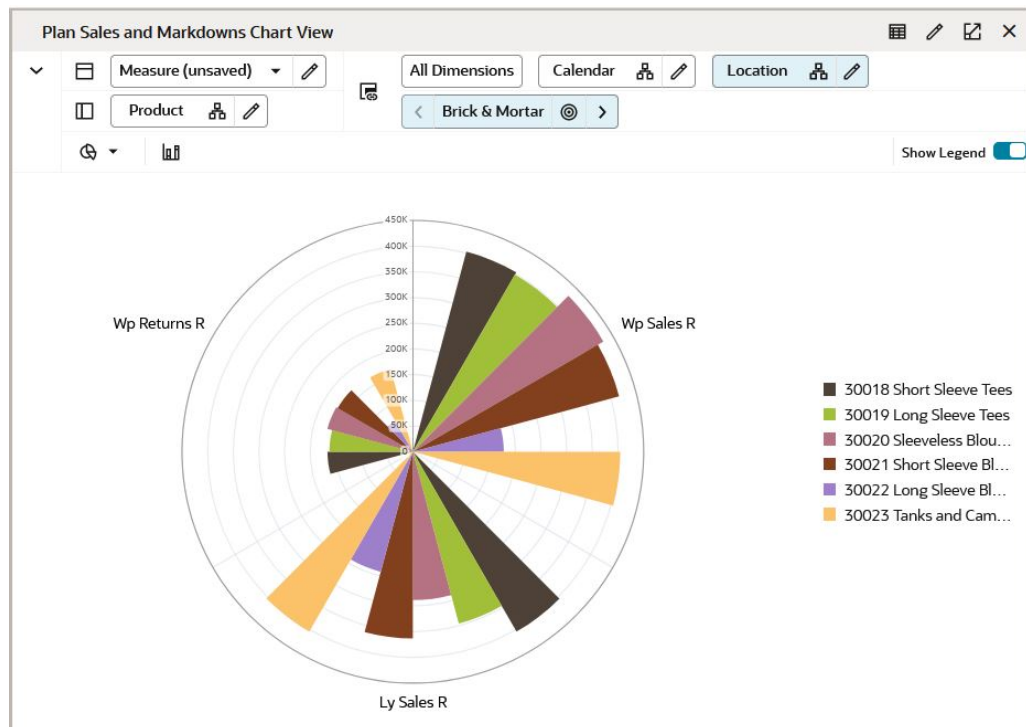 Plan Sales and Markdowns Chart View
Measure (unsaved)
All Dimensions
Calendar
Location
Product
Brick & Mortar
Show Legend
450K
400K
350K
300K
250K
200K
150K
100K
50K
0
Wp Returns R
Wp Sales R
Ly Sales R
30018 Short Sleeve Tees
30019 Long Sleeve Tees
30020 Sleeveless Blou...
30021 Short Sleeve Bl...
30022 Long Sleeve Bl...
30023 Tanks and Cam...